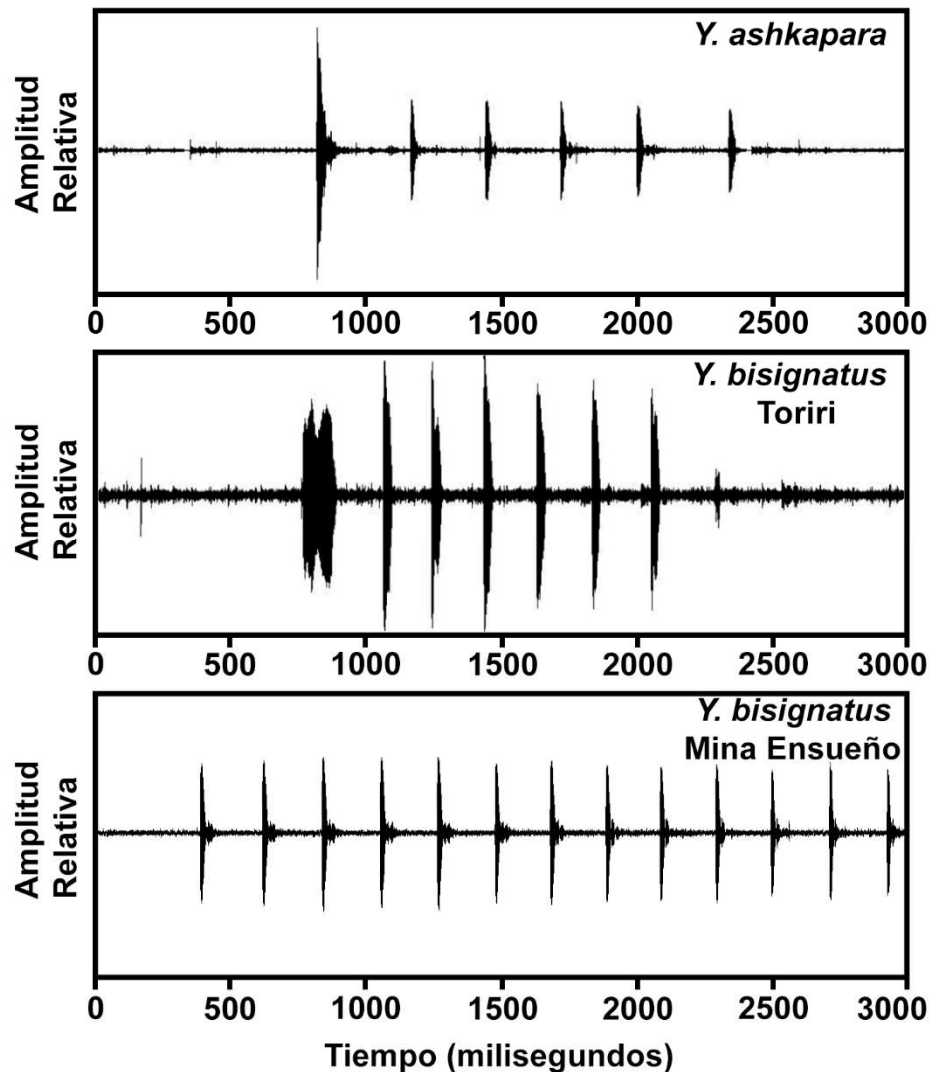 Y. ashkapara
Amplitud
Relativa
0 500 1000 1500 2000 2500 3000
Y. bisignatus
Toriri
Amplitud
Relativa
0 500 1000 1500 2000 2500 3000
Y. bisignatus
Mina Ensueño
Amplitud
Relativa
0 500 1000 1500 2000 2500 3000
Tiempo (milisegundos)